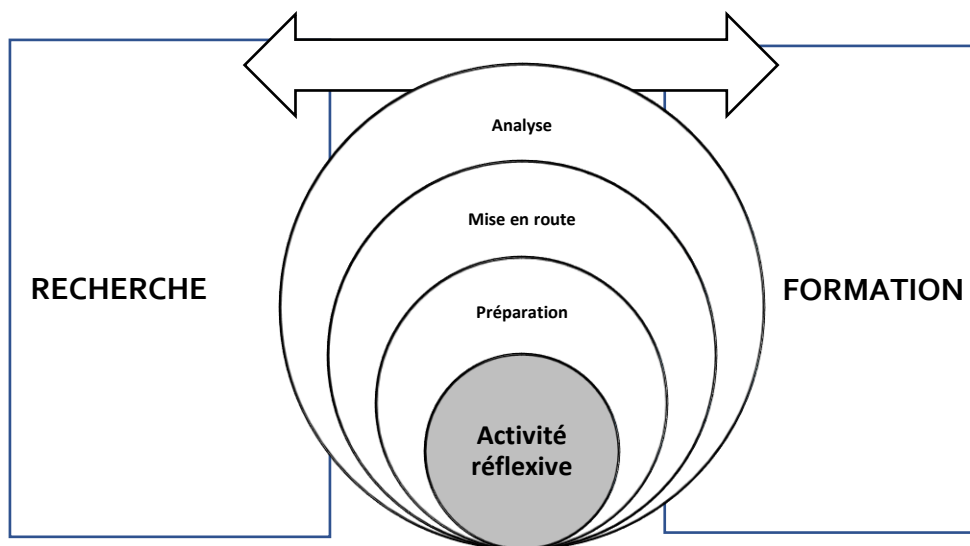 Analyse
Mise en route
RECHERCHE
FORMATION
Préparation
Activité
réflexive